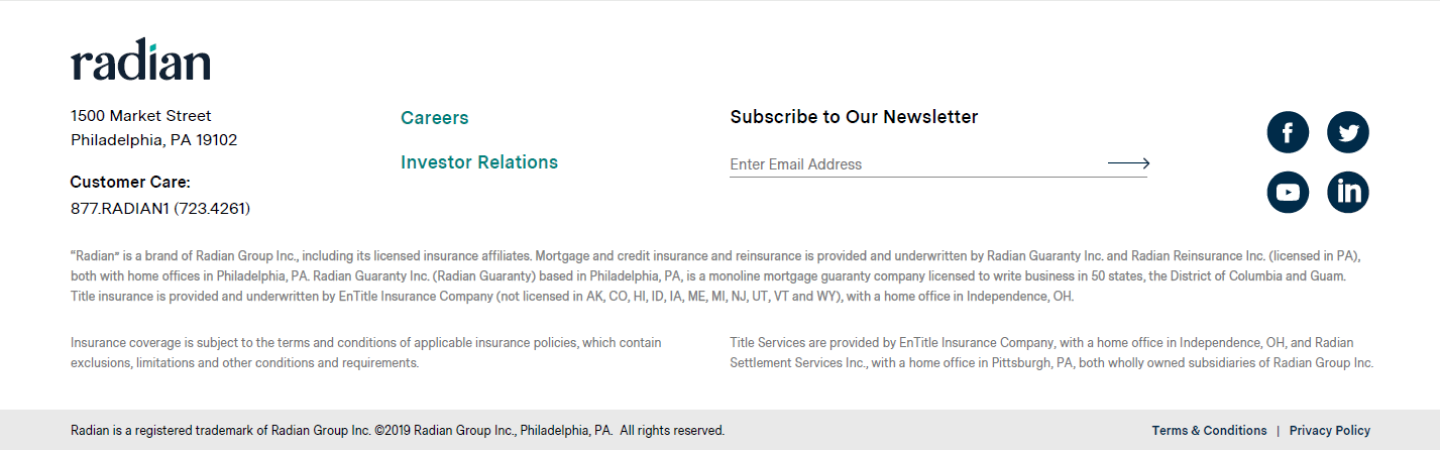 radian
1500 Market Street
Philadelphia, PA 19102
Customer Care:
877.RADIAN1 (723.4261)
Careers
Investor Relations
Subscribe to Our Newsletter
Enter Email Address
f
in
"Radian" is a brand of Radian Group Inc., including its licensed insurance affiliates. Mortgage and credit insurance and reinsurance is provided and underwritten by Radian Guaranty Inc. and Radian Reinsurance Inc. (licensed in PA),
both with home offices in Philadelphia, PA. Radian Guaranty Inc. (Radian Guaranty) based in Philadelphia, PA, is a monoline mortgage guaranty company licensed to write business in 50 states, the District of Columbia and Guam.
Title insurance is provided and underwritten by EnTitle Insurance Company (not licensed in AK, CO, HI, ID, IA, ME, MI, NJ, UT, VT and WY), with a home office in Independence, OH.
Insurance coverage is subject to the terms and conditions of applicable insurance policies, which contain
exclusions, limitations and other conditions and requirements.
Title Services are provided by EnTitle Insurance Company, with a home office in Independence, OH, and Radian
Settlement Services Inc., with a home office in Pittsburgh, PA, both wholly owned subsidiaries of Radian Group Inc.
Radian is a registered trademark of Radian Group Inc. ©2019 Radian Group Inc., Philadelphia, PA. All rights reserved.
Terms & Conditions | Privacy Policy